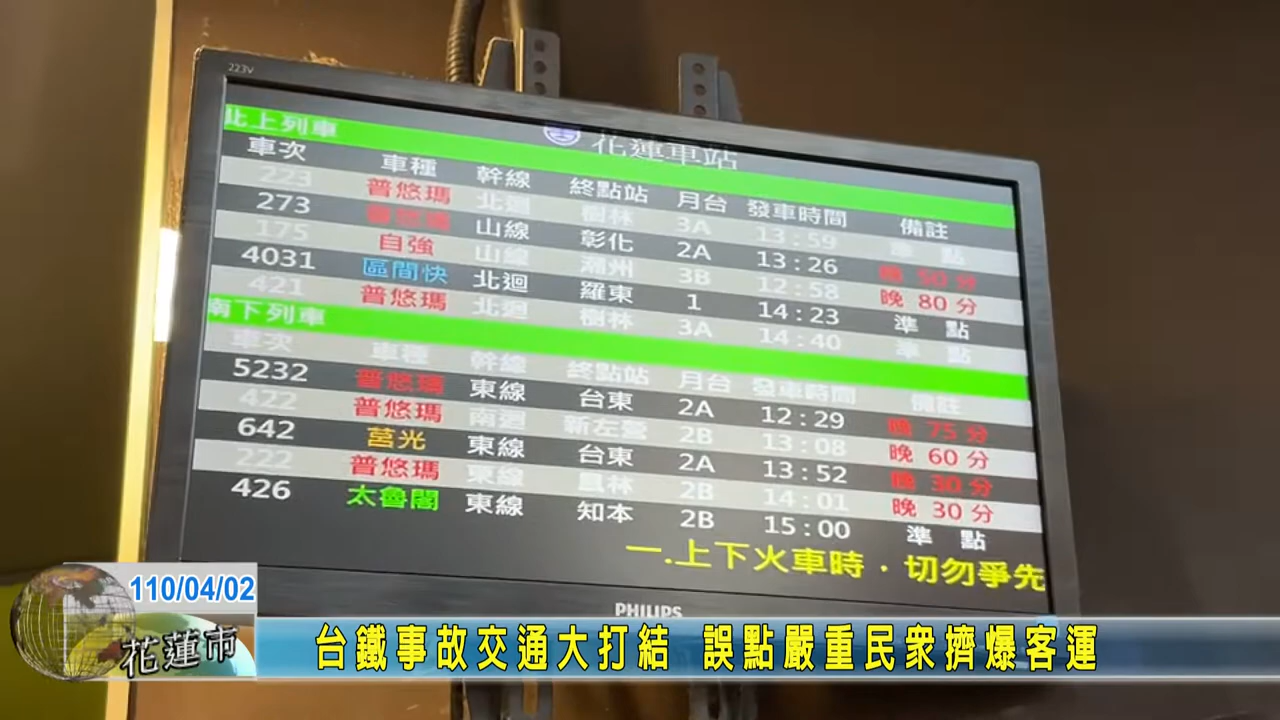 223V
花蓮車站
北上列車
車次 車種 幹線 終點站 月台 發車時間 備註
223 普悠瑪 北迴 樹林 3A 13:59 準 點
273 普悠瑪 山線 彰化 2A 13:26 晚 50 分
175 自強 山線 潮州 3B 12:58 晚 80 分
4031 區間快 北迴 羅東 1 14:23 準 點
421 普悠瑪 北迴 樹林 3A 14:40 準 點
南下列車
車次 車種 幹線 終點站 月台 發車時間 備註
5232 普悠瑪 東線 台東 2A 12:29 晚 75 分
422 普悠瑪 南迴 新左營 2B 13:08 晚 60 分
642 莒光 東線 台東 2A 13:52 晚 30 分
222 普悠瑪 東線 鳳林 2B 14:01 晚 30 分
426 太魯閣 東線 知本 2B 15:00 準 點
一.上下火車時.切勿爭先
PHILIPS
110/04/02
花蓮市
台鐵事故交通大打結 誤點嚴重民衆擠爆客運